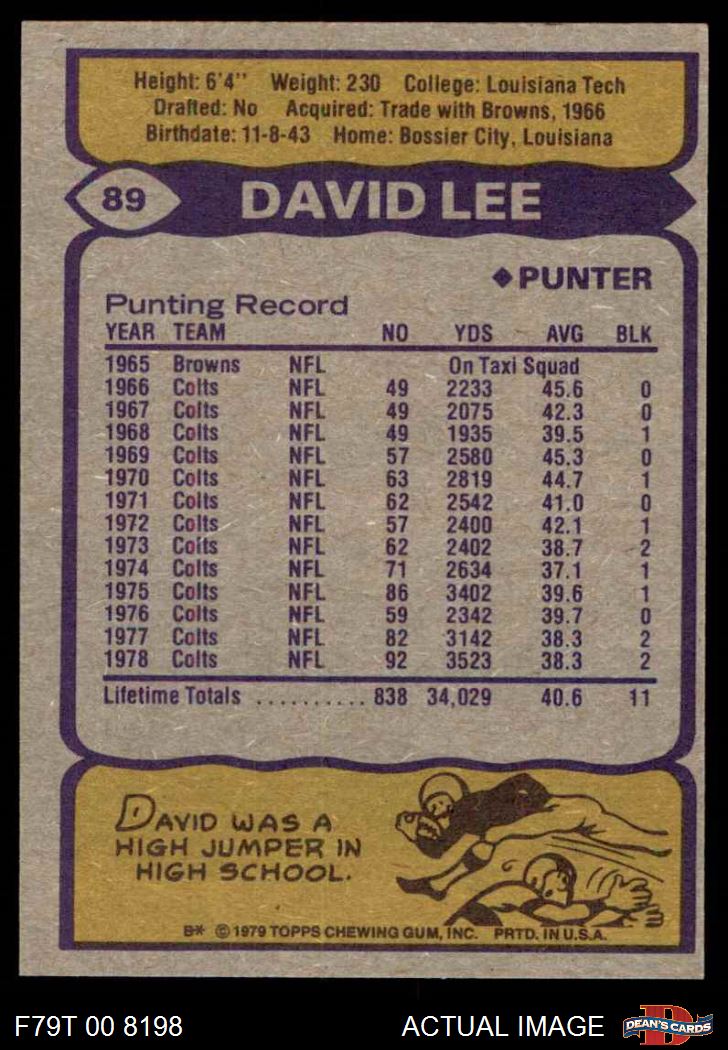 Height: 6'4" Weight: 230 College: Louisiana Tech
Drafted: No Acquired: Trade with Browns, 1966
Birthdate: 11-8-43 Home: Bossier City, Louisiana
89 DAVID LEE
◆PUNTER
Punting Record
YEAR TEAM NO YDS AVG BLK
1965 Browns NFL On Taxi Squad
1966 Colts NFL 49 2233 45.6 0
1967 Colts NFL 49 2075 42.3 0
1968 Colts NFL 49 1935 39.5 1
1969 Colts NFL 57 2580 45.3 0
1970 Colts NFL 63 2819 44.7 1
1971 Colts NFL 62 2542 41.0 0
1972 Colts NFL 57 2400 42.1 1
1973 Colts NFL 62 2402 38.7 2
1974 Colts NFL 71 2634 37.1 1
1975 Colts NFL 86 3402 39.6 1
1976 Colts NFL 59 2342 39.7 0
1977 Colts NFL 82 3142 38.3 2
1978 Colts NFL 92 3523 38.3 2
Lifetime Totals .......... 838 34,029 40.6 11
DAVID WAS A
HIGH JUMPER IN
HIGH SCHOOL.
B* © 1979 TOPPS CHEWING GUM, INC. PRTD. IN U.S.A.
F79T 00 8198 ACTUAL IMAGE D DEAN'S CARDS